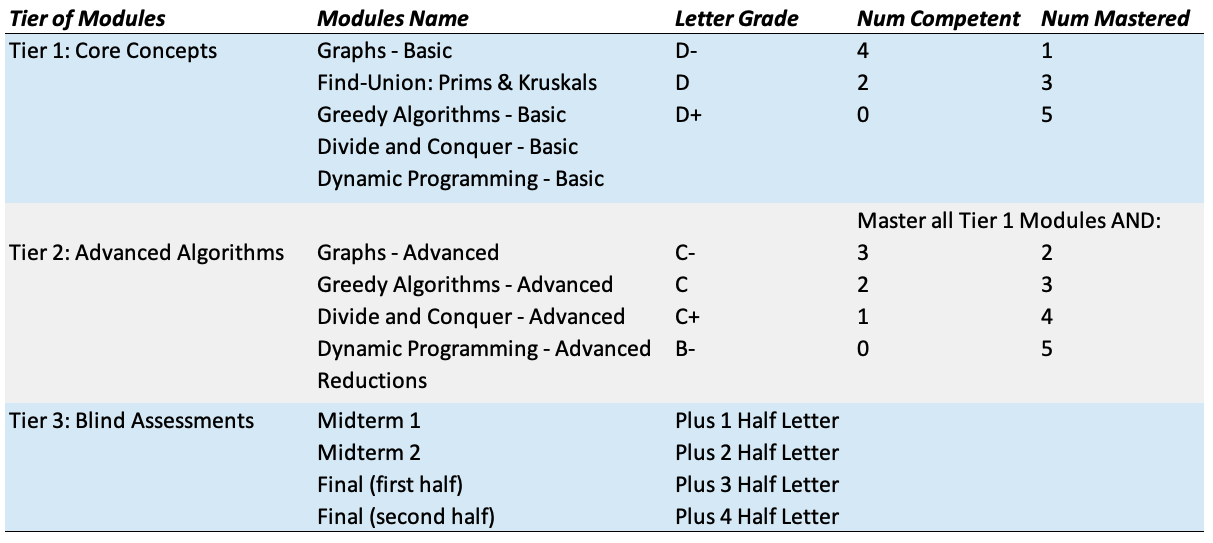 Tier of Modules Modules Name Letter Grade Num Competent Num Mastered
Tier 1: Core Concepts Graphs - Basic D- 4 1
Find-Union: Prims & Kruskals D 2 3
Greedy Algorithms - Basic D+ 0 5
Divide and Conquer - Basic
Dynamic Programming - Basic
Master all Tier 1 Modules AND:
Tier 2: Advanced Algorithms Graphs - Advanced C- 3 2
Greedy Algorithms - Advanced C 2 3
Divide and Conquer - Advanced C+ 1 4
Dynamic Programming - Advanced B- 0 5
Reductions
Tier 3: Blind Assessments Midterm 1 Plus 1 Half Letter
Midterm 2 Plus 2 Half Letter
Final (first half) Plus 3 Half Letter
Final (second half) Plus 4 Half Letter